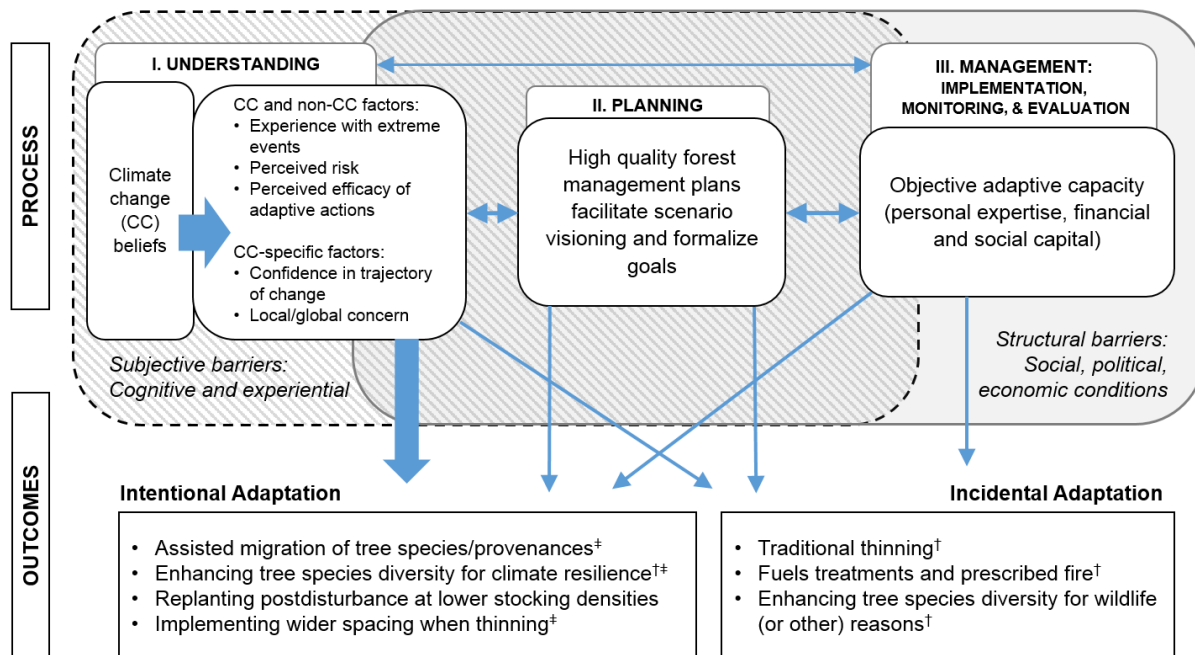 PROCESS
I. UNDERSTANDING
Climate
change
(CC)
beliefs
CC and non-CC factors:
• Experience with extreme
events
• Perceived risk
• Perceived efficacy of
adaptive actions
CC-specific factors:
• Confidence in trajectory
of change
• Local/global concern
II. PLANNING
High quality forest
management plans
facilitate scenario
visioning and formalize
goals
III. MANAGEMENT:
IMPLEMENTATION,
MONITORING, & EVALUATION
Objective adaptive capacity
(personal expertise, financial
and social capital)
Subjective barriers:
Cognitive and experiential
Structural barriers:
Social, political,
economic conditions
OUTCOMES
Intentional Adaptation
• Assisted migration of tree species/provenances‡
• Enhancing tree species diversity for climate resilience†‡
• Replanting postdisturbance at lower stocking densities
• Implementing wider spacing when thinning‡
Incidental Adaptation
• Traditional thinning†
• Fuels treatments and prescribed fire†
• Enhancing tree species diversity for wildlife
(or other) reasons†